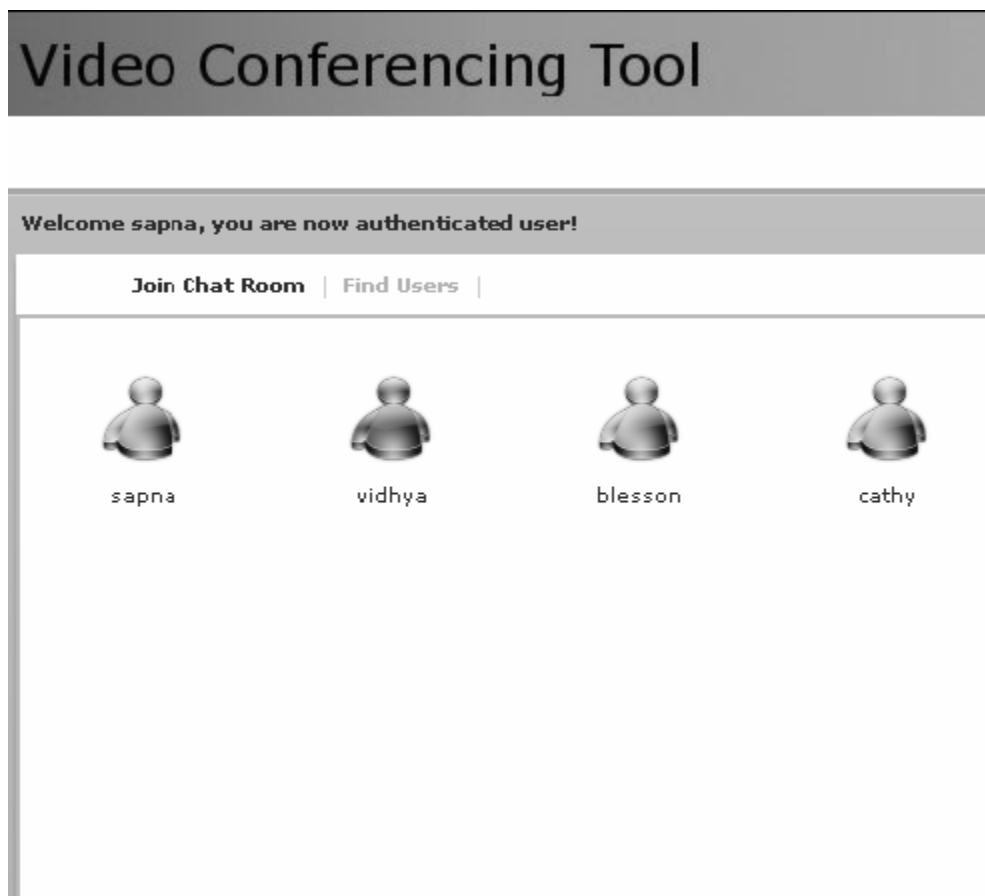 Video Conferencing Tool
Welcome sapna, you are now authenticated user!
Join Chat Room | Find Users |
sapna vidhya blesson cathy